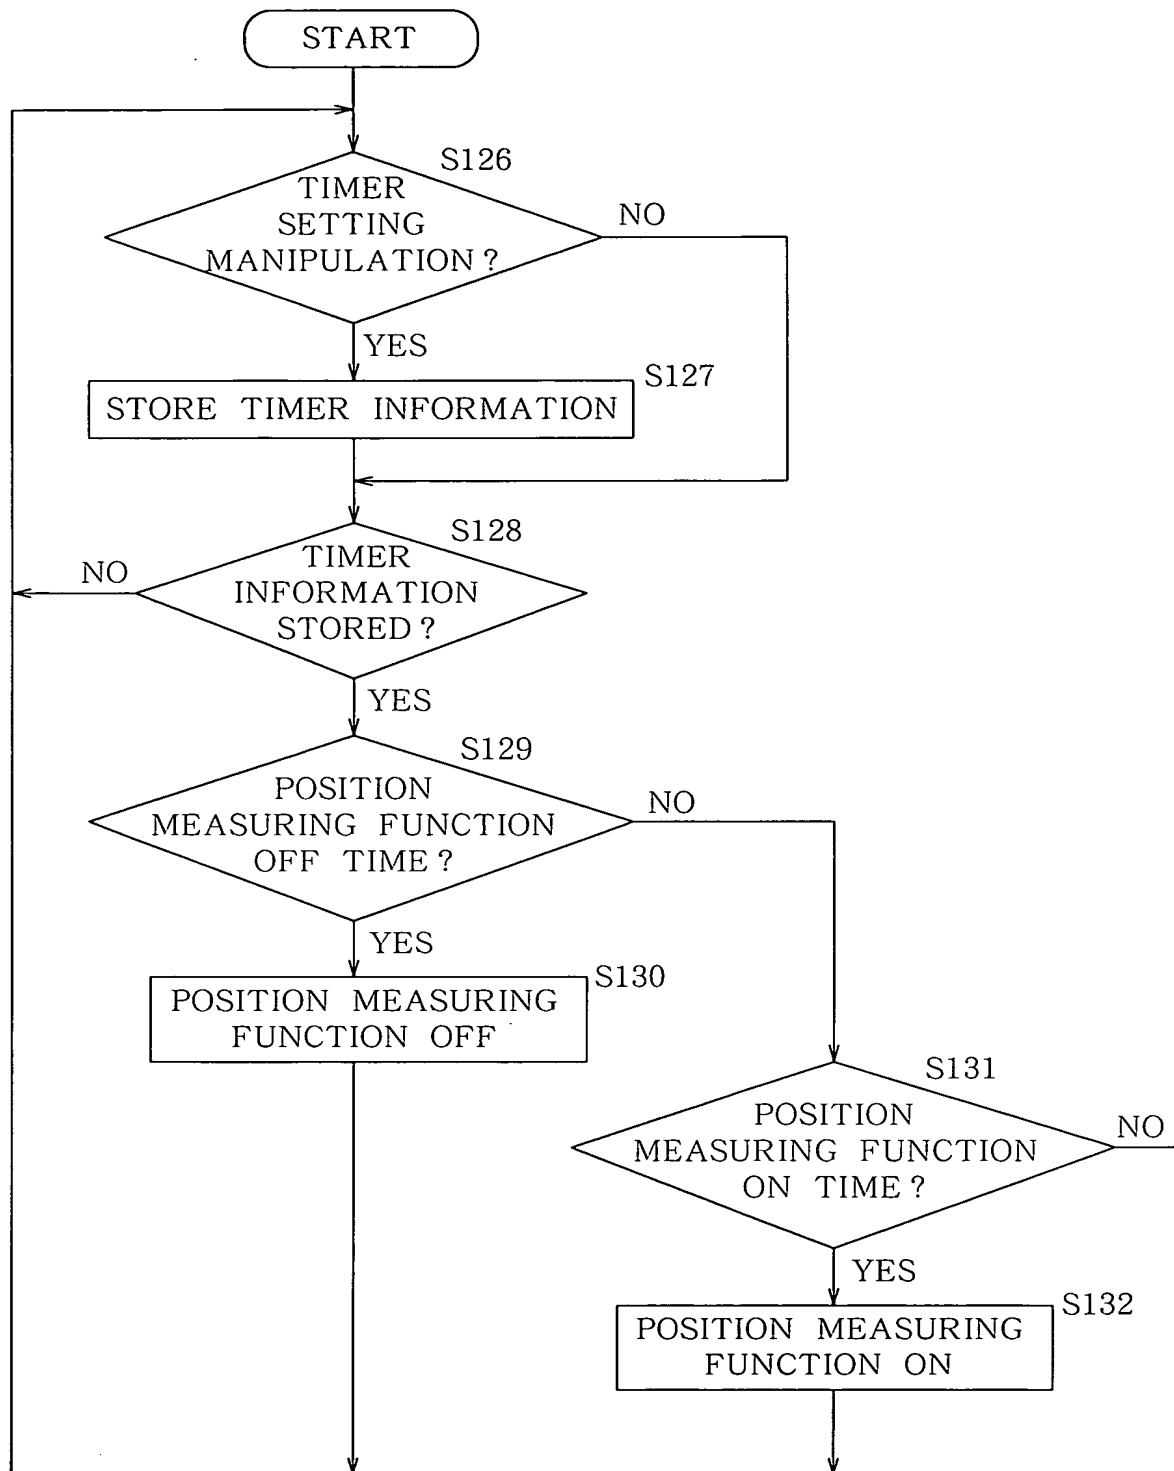 START
S126
TIMER
SETTING
MANIPULATION?
NO
YES
S127
STORE TIMER INFORMATION
S128
TIMER
INFORMATION
STORED?
NO
YES
S129
POSITION
MEASURING FUNCTION
OFF TIME?
NO
YES
S130
POSITION MEASURING
FUNCTION OFF
S131
POSITION
MEASURING FUNCTION
ON TIME?
NO
YES
S132
POSITION MEASURING
FUNCTION ON